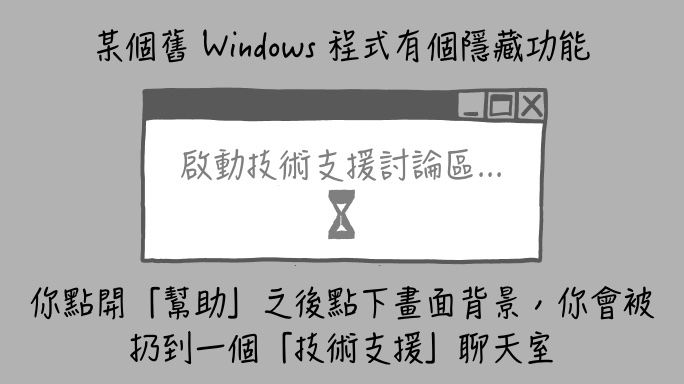 某個舊 Windows 程式有個隱藏功能
啟動技術支援討論區...
你點開「幫助」之後點下畫面背景，你會被
扔到一個「技術支援」聊天室